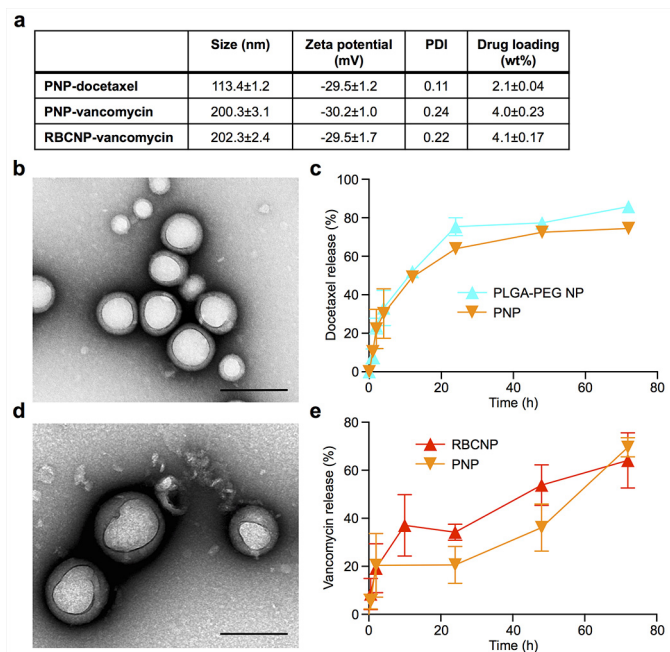 a
Size (nm) Zeta potential (mV) PDI Drug loading (wt%)
PNP-docetaxel 113.4±1.2 -29.5±1.2 0.11 2.1±0.04
PNP-vancomycin 200.3±3.1 -30.2±1.0 0.24 4.0±0.23
RBCNP-vancomycin 202.3±2.4 -29.5±1.7 0.22 4.1±0.17
b
c
Docetaxel release (%)
100
80
60
40
20
0
PLGA-PEG NP
PNP
0 20 40 60 80
Time (h)
d
e
Vancomycin release (%)
80
60
40
20
0
RBCNP
PNP
0 20 40 60 80
Time (h)